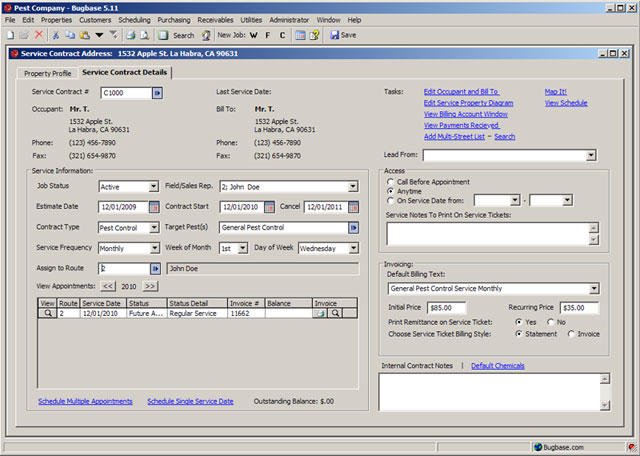 Pest Company - Bugbase 5.11
File Edit Properties Customers Scheduling Purchasing Receivables Utilities Administrator Window Help
Search New Job: W F C Save
Service Contract Address: 1532 Apple St. La Habra, CA 90631
Property Profile Service Contract Details
Service Contract # C1000 Last Service Date:
Occupant: Mr. T. Bill To: Mr. T.
1532 Apple St. 1532 Apple St.
La Habra, CA 90631 La Habra, CA 90631
Phone: (123) 456-7890 Phone: (123) 456-7890
Fax: (321) 654-9870 Fax: (321) 654-9870
Tasks: Edit Occupant and Bill To Map It!
Edit Service Property Diagram View Schedule
View Billing Account Window
View Payments Recieved
Add Multi-Street List - Search
Lead From:
Service Information:
Job Status Active Field/Sales Rep. 2; John Doe
Estimate Date 12/01/2009 Contract Start 12/01/2010 Cancel 12/01/2011
Contract Type Pest Control Target Pest(s) General Pest Control
Service Frequency Monthly Week of Month 1st Day of Week Wednesday
Assign to Route 2 John Doe
View Appointments: << 2010 >>
View Route Service Date Status Status Detail Invoice # Balance Invoice
2 12/01/2010 Future A... Regular Service 11662
Schedule Multiple Appointments Schedule Single Service Date Outstanding Balance: $.00
Access
Call Before Appointment
Anytime
On Service Date from: -
Service Notes To Print On Service Tickets:
Invoicing:
Default Billing Text:
General Pest Control Service Monthly
Initial Price $85.00 Recurring Price $35.00
Print Remittance on Service Ticket: Yes No
Choose Service Ticket Billing Style: Statement Invoice
Internal Contract Notes | Default Chemicals
Bugbase.com